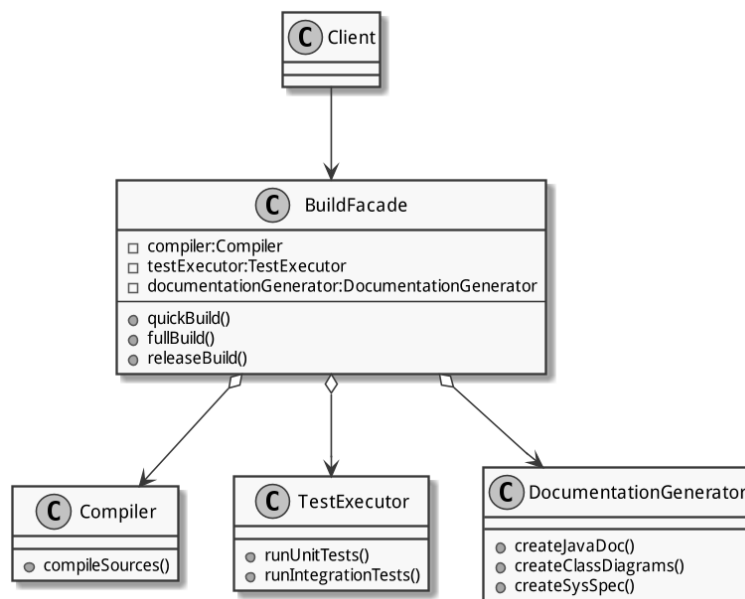 C Client
C BuildFacade
compiler:Compiler
testExecutor:TestExecutor
documentationGenerator:DocumentationGenerator
quickBuild()
fullBuild()
releaseBuild()
C Compiler
compileSources()
C TestExecutor
runUnitTests()
runIntegrationTests()
C DocumentationGenerator
createJavaDoc()
createClassDiagrams()
createSysSpec()